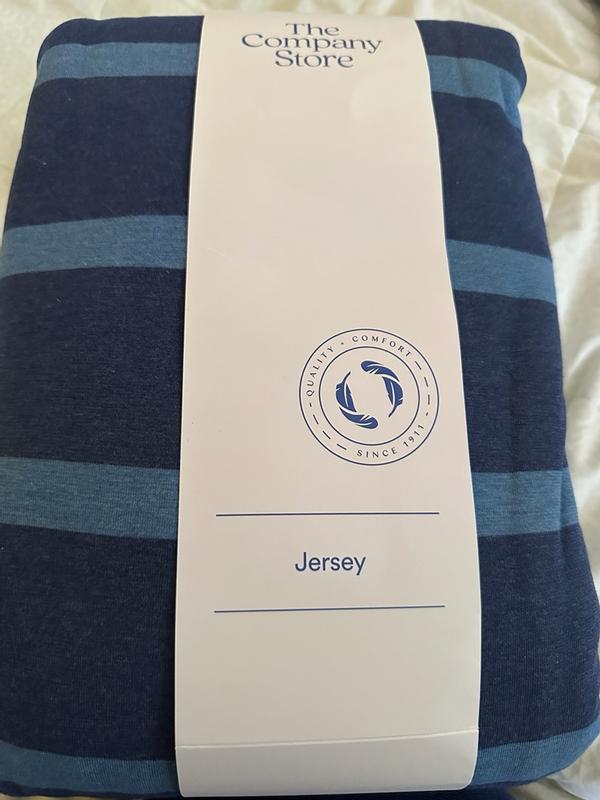 The
Company
Store
QUALITY • COMFORT
SINCE 1911
Jersey